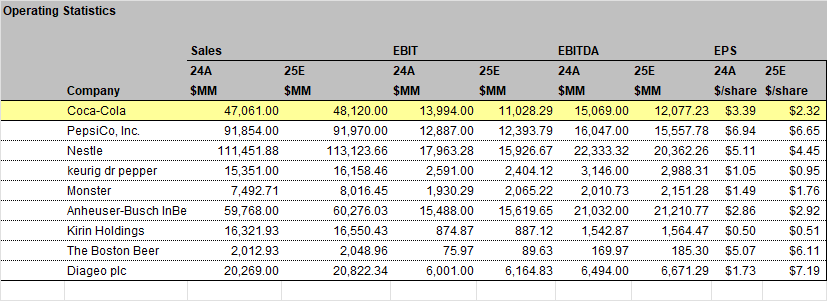 Operating Statistics
Sales EBIT EBITDA EPS
24A 25E 24A 25E 24A 25E 24A 25E
Company $MM $MM $MM $MM $MM $MM $/share $/share
Coca-Cola 47,061.00 48,120.00 13,994.00 11,028.29 15,069.00 12,077.23 $3.39 $2.32
PepsiCo, Inc. 91,854.00 91,970.00 12,887.00 12,393.79 16,047.00 15,557.78 $6.94 $6.65
Nestle 111,451.88 113,123.66 17,963.28 15,926.67 22,333.32 20,362.26 $5.11 $4.45
keurig dr pepper 15,351.00 16,158.46 2,591.00 2,404.12 3,146.00 2,988.31 $1.05 $0.95
Monster 7,492.71 8,016.45 1,930.29 2,065.22 2,010.73 2,151.28 $1.49 $1.76
Anheuser-Busch InBe 59,768.00 60,276.03 15,488.00 15,619.65 21,032.00 21,210.77 $2.86 $2.92
Kirin Holdings 16,321.93 16,550.43 874.87 887.12 1,542.87 1,564.47 $0.50 $0.51
The Boston Beer 2,012.93 2,048.96 75.97 89.63 169.97 185.30 $5.07 $6.11
Diageo plc 20,269.00 20,822.34 6,001.00 6,164.83 6,494.00 6,671.29 $1.73 $7.19